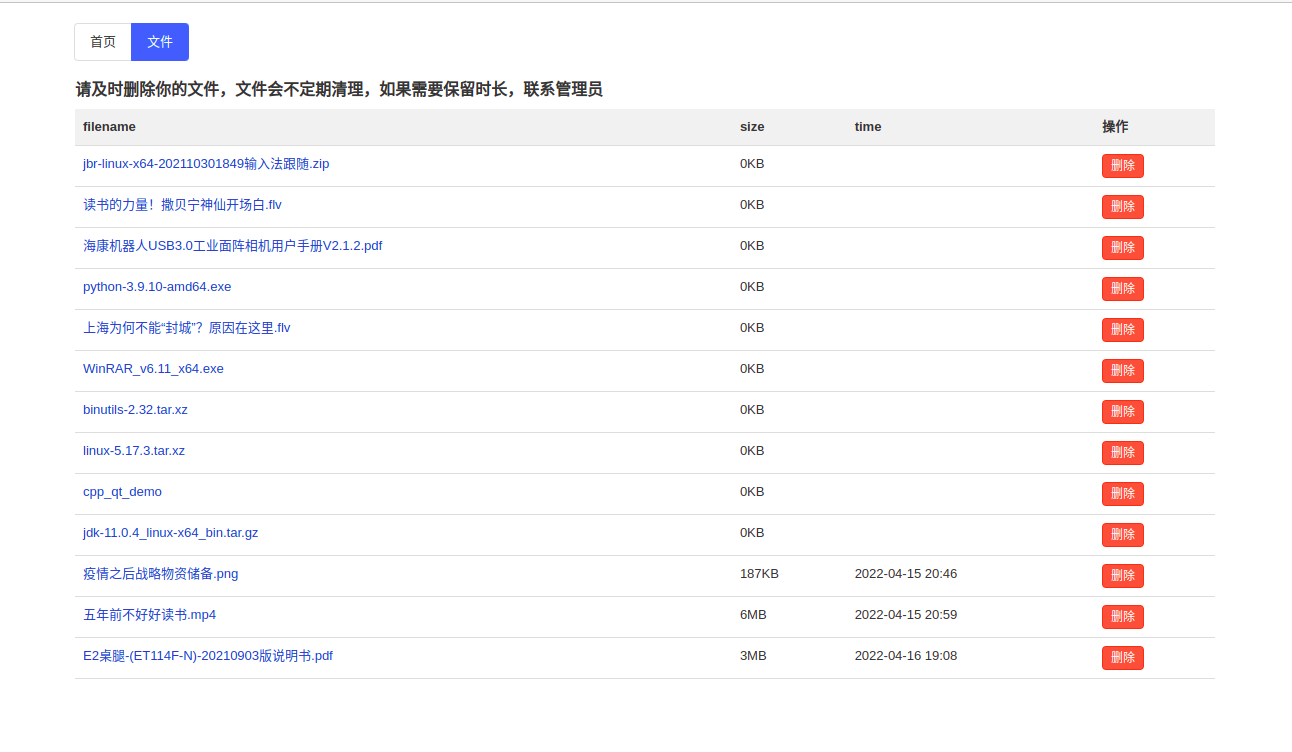 首页 文件
请及时删除你的文件，文件会不定期清理，如果需要保留时长，联系管理员
filename size time 操作
jbr-linux-x64-202110301849输入法跟随.zip 0KB 删除
读书的力量！撒贝宁神仙开场白.flv 0KB 删除
海康机器人USB3.0工业面阵相机用户手册V2.1.2.pdf 0KB 删除
python-3.9.10-amd64.exe 0KB 删除
上海为何不能“封城”？原因在这里.flv 0KB 删除
WinRAR_v6.11_x64.exe 0KB 删除
binutils-2.32.tar.xz 0KB 删除
linux-5.17.3.tar.xz 0KB 删除
cpp_qt_demo 0KB 删除
jdk-11.0.4_linux-x64_bin.tar.gz 0KB 删除
疫情之后战略物资储备.png 187KB 2022-04-15 20:46 删除
五年前不好好读书.mp4 6MB 2022-04-15 20:59 删除
E2桌腿-(ET114F-N)-20210903版说明书.pdf 3MB 2022-04-16 19:08 删除